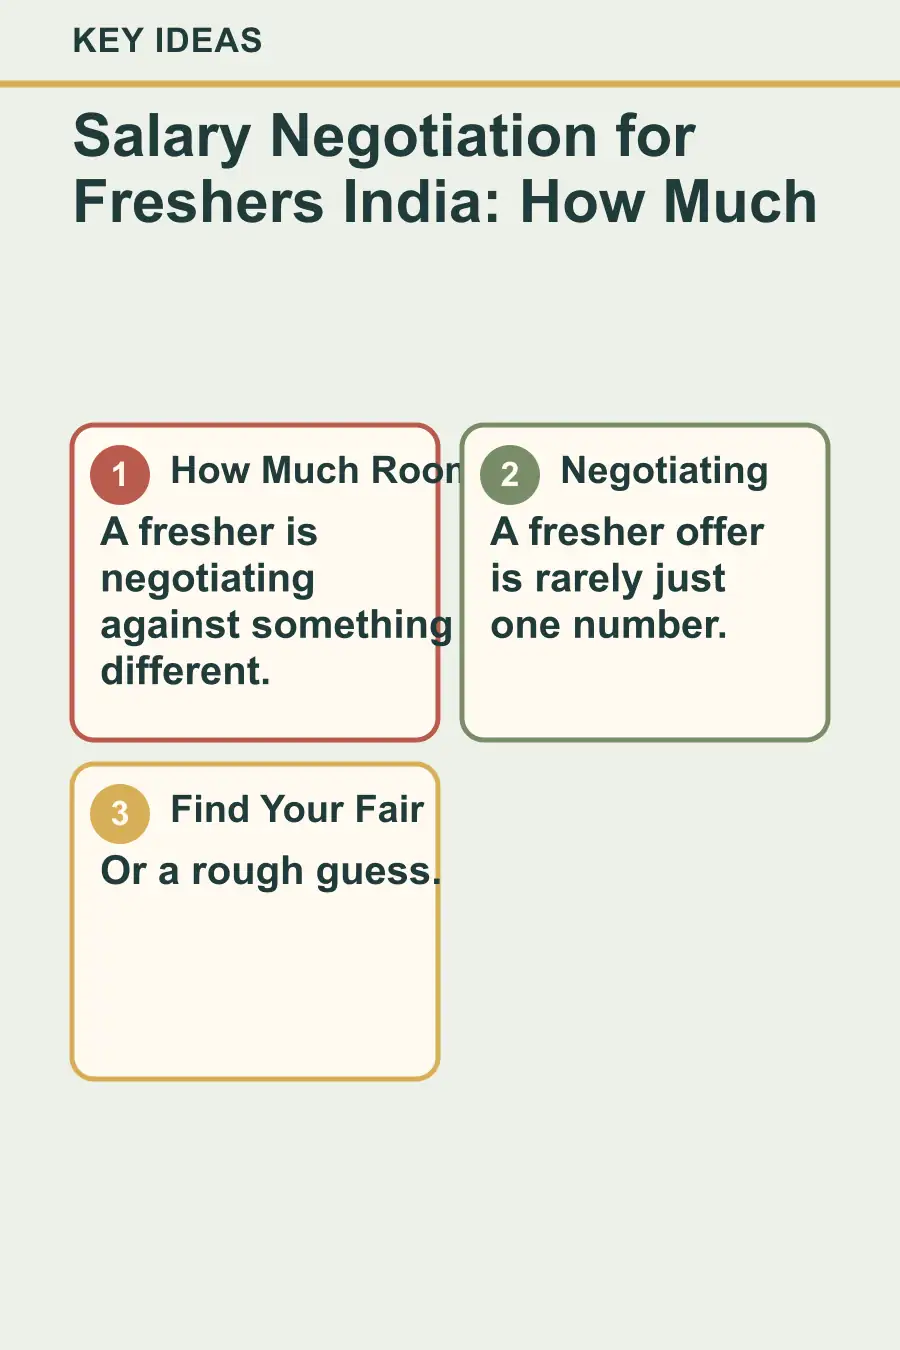 KEY IDEAS
Salary Negotiation for
Freshers India: How Much
1 How Much Room
A fresher is
negotiating
against something
different.
2 Negotiating
A fresher offer
is rarely just
one number.
3 Find Your Fair
Or a rough guess.